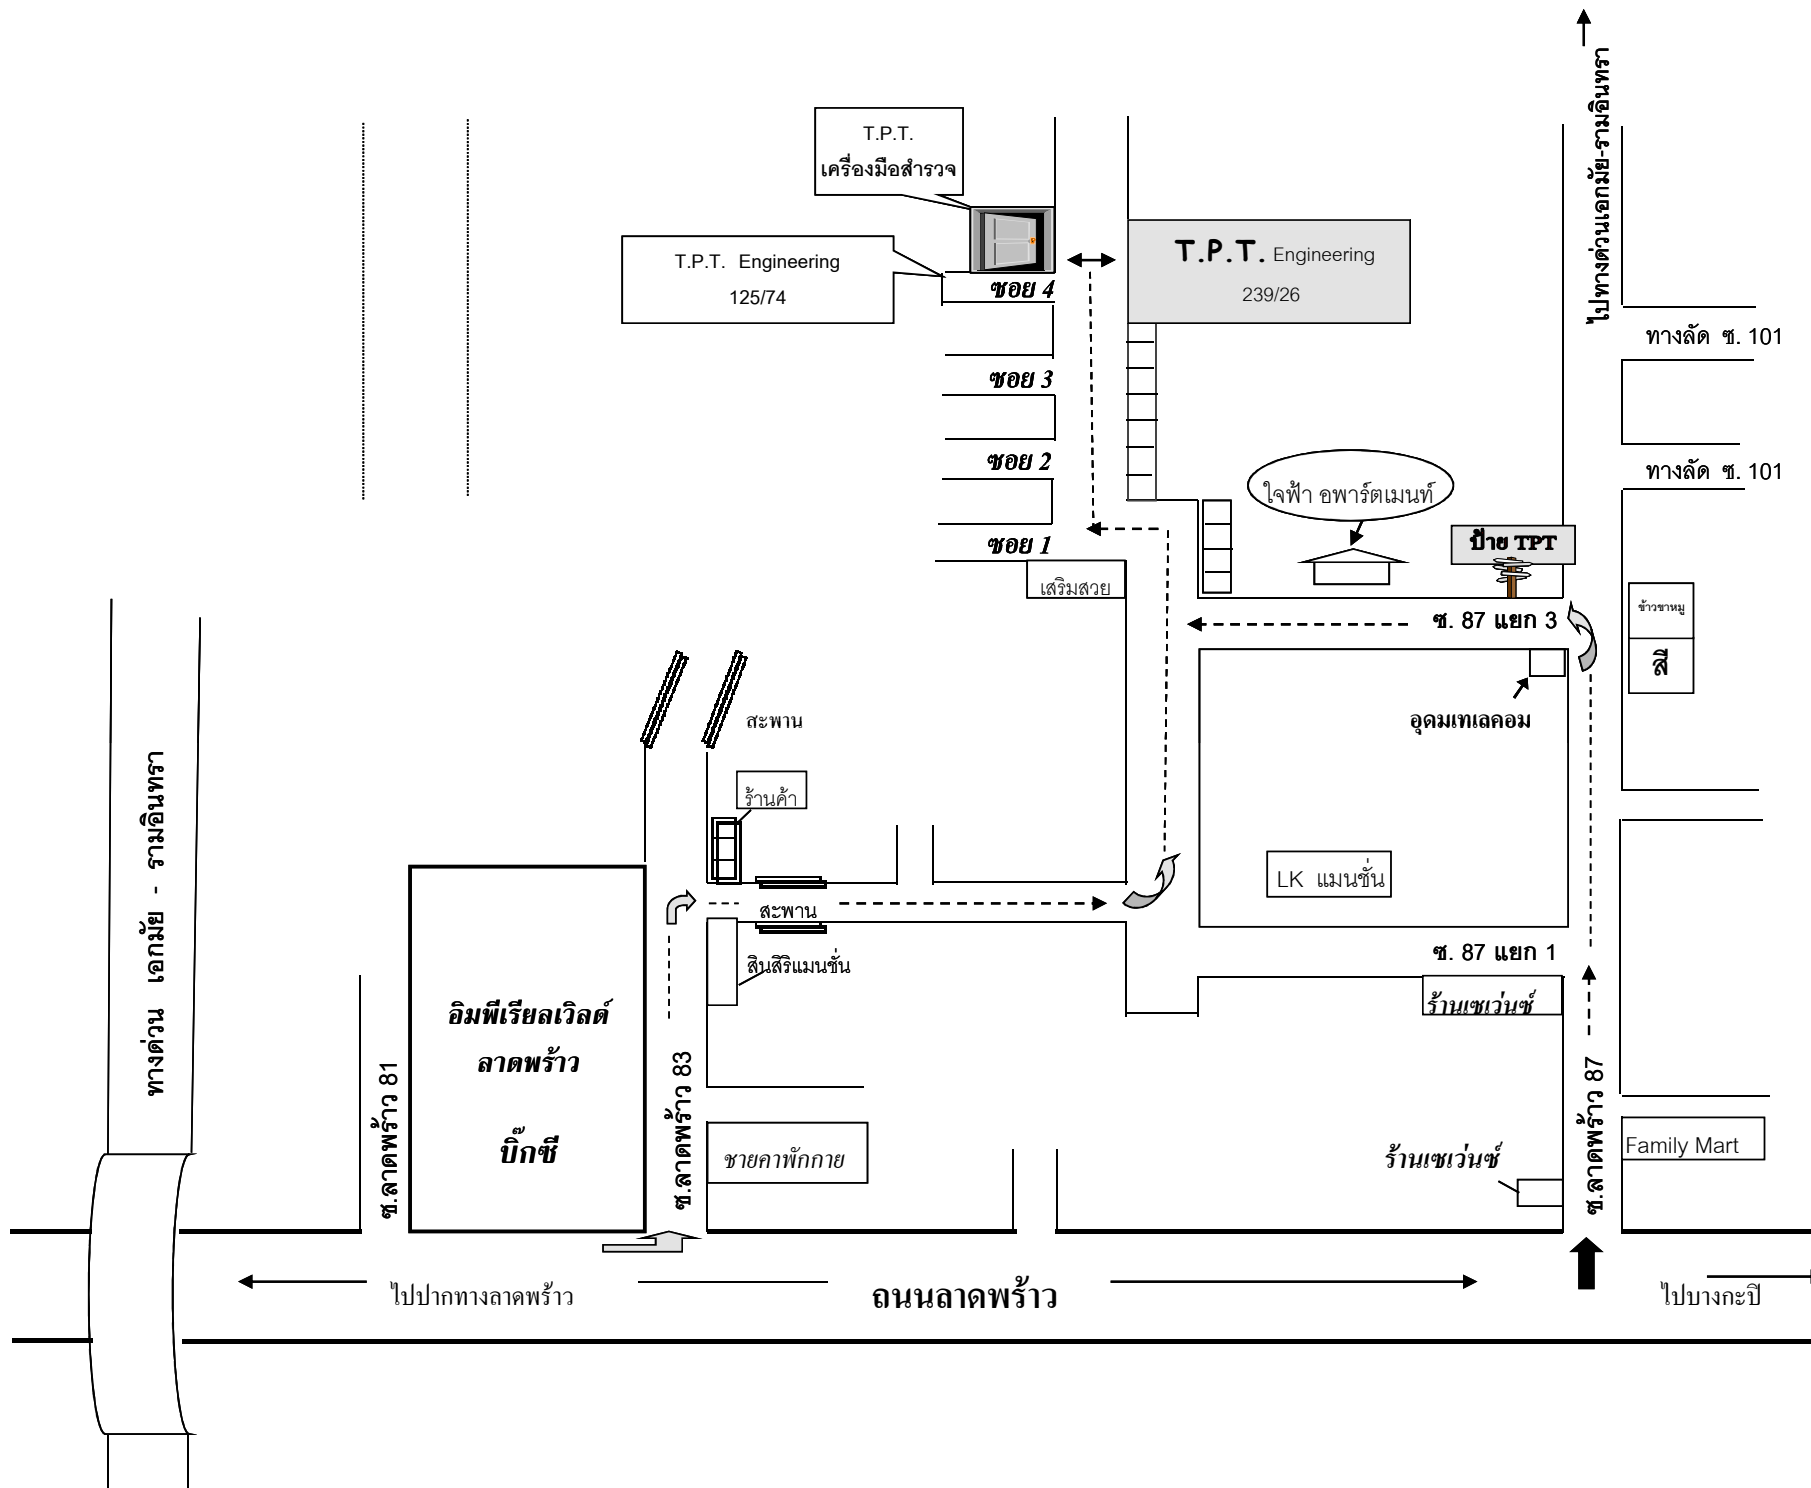 ไปทางด่วนเอกมัย-รามอินทรา
T.P.T.
เครื่องมือสำรวจ
T.P.T. Engineering
125/74
T.P.T. Engineering
239/26
ซอย 4
ทางลัด ซ. 101
ซอย 3
ซอย 2
ทางลัด ซ. 101
ใจฟ้า อพาร์ตเมนท์
ป้าย TPT
ซอย 1
เสริมสวย
ข้าวขาหมู
สี
ซ. 87 แยก 3
สะพาน
อุดมเทเลคอม
ร้านค้า
LK แมนชั่น
สะพาน
ทางด่วน เอกมัย - รามอินทรา
สินสิริแมนชั่น
ซ. 87 แยก 1
ร้านเซเว่นซ์
อิมพีเรียลเวิลด์
ลาดพร้าว
บิ๊กซี
ซ.ลาดพร้าว 81
ซ.ลาดพร้าว 83
ซ.ลาดพร้าว 87
ชายคาพักกาย
ร้านเซเว่นซ์
Family Mart
ไปปากทางลาดพร้าว
ถนนลาดพร้าว
ไปบางกะปิ